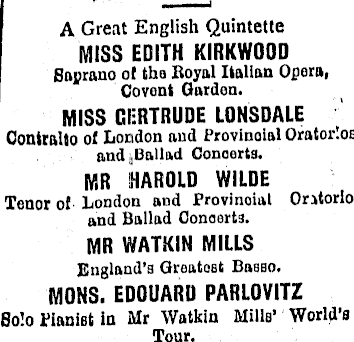 A Great English Quintette
MISS EDITH KIRKWOOD
Soprano of the Royal Italian Opera,
Covent Garden.
MISS GERTRUDE LONSDALE
Contralto of London and Provincial Oratorios
and Ballad Concerts.
MR HAROLD WILDE
Tenor of London and Provincial Oratorio
and Ballad Concerts.
MR WATKIN MILLS
England's Greatest Basso.
MONS. EDOUARD PARLOVITZ
Solo Pianist in Mr Watkin Mills' World's
Tour.